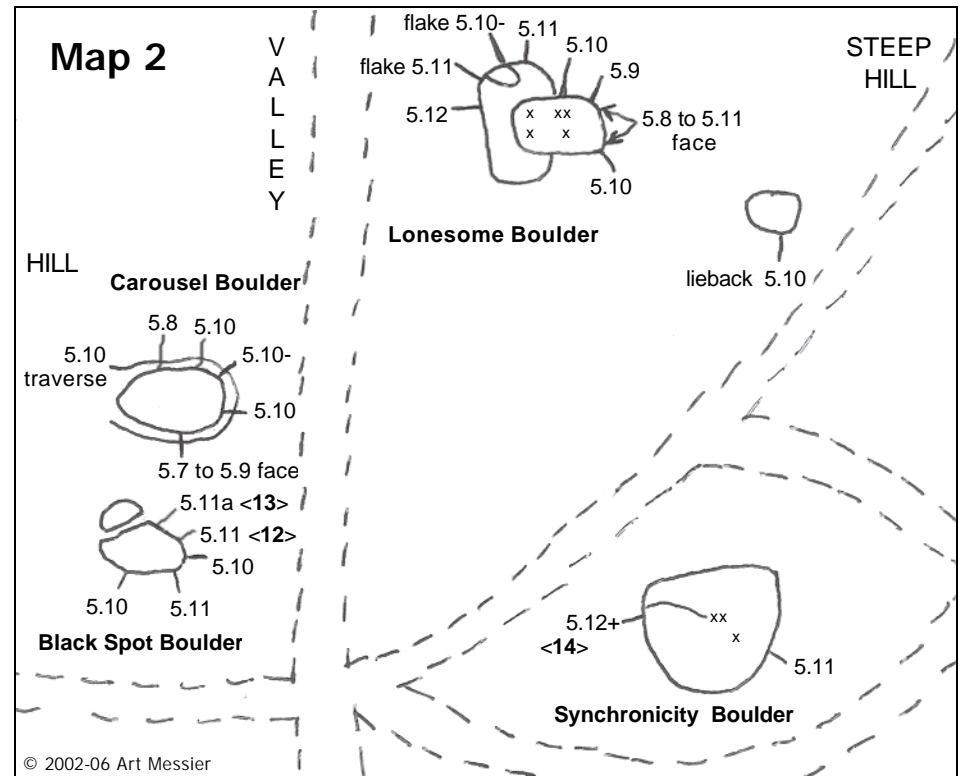 Map 2
V
A
L
L
E
Y
STEEP
HILL
flake 5.10-
5.11
5.10
flake 5.11
5.9
5.12
x xx
x x
5.8 to 5.11
face
5.10
Lonesome Boulder
lieback 5.10
HILL
Carousel Boulder
5.8
5.10
5.10
traverse
5.10-
5.10
5.7 to 5.9 face
5.11a <13>
5.11 <12>
5.10
5.10
5.11
Black Spot Boulder
5.12+
<14>
xx
x
5.11
Synchronicity Boulder
© 2002-06 Art Messier